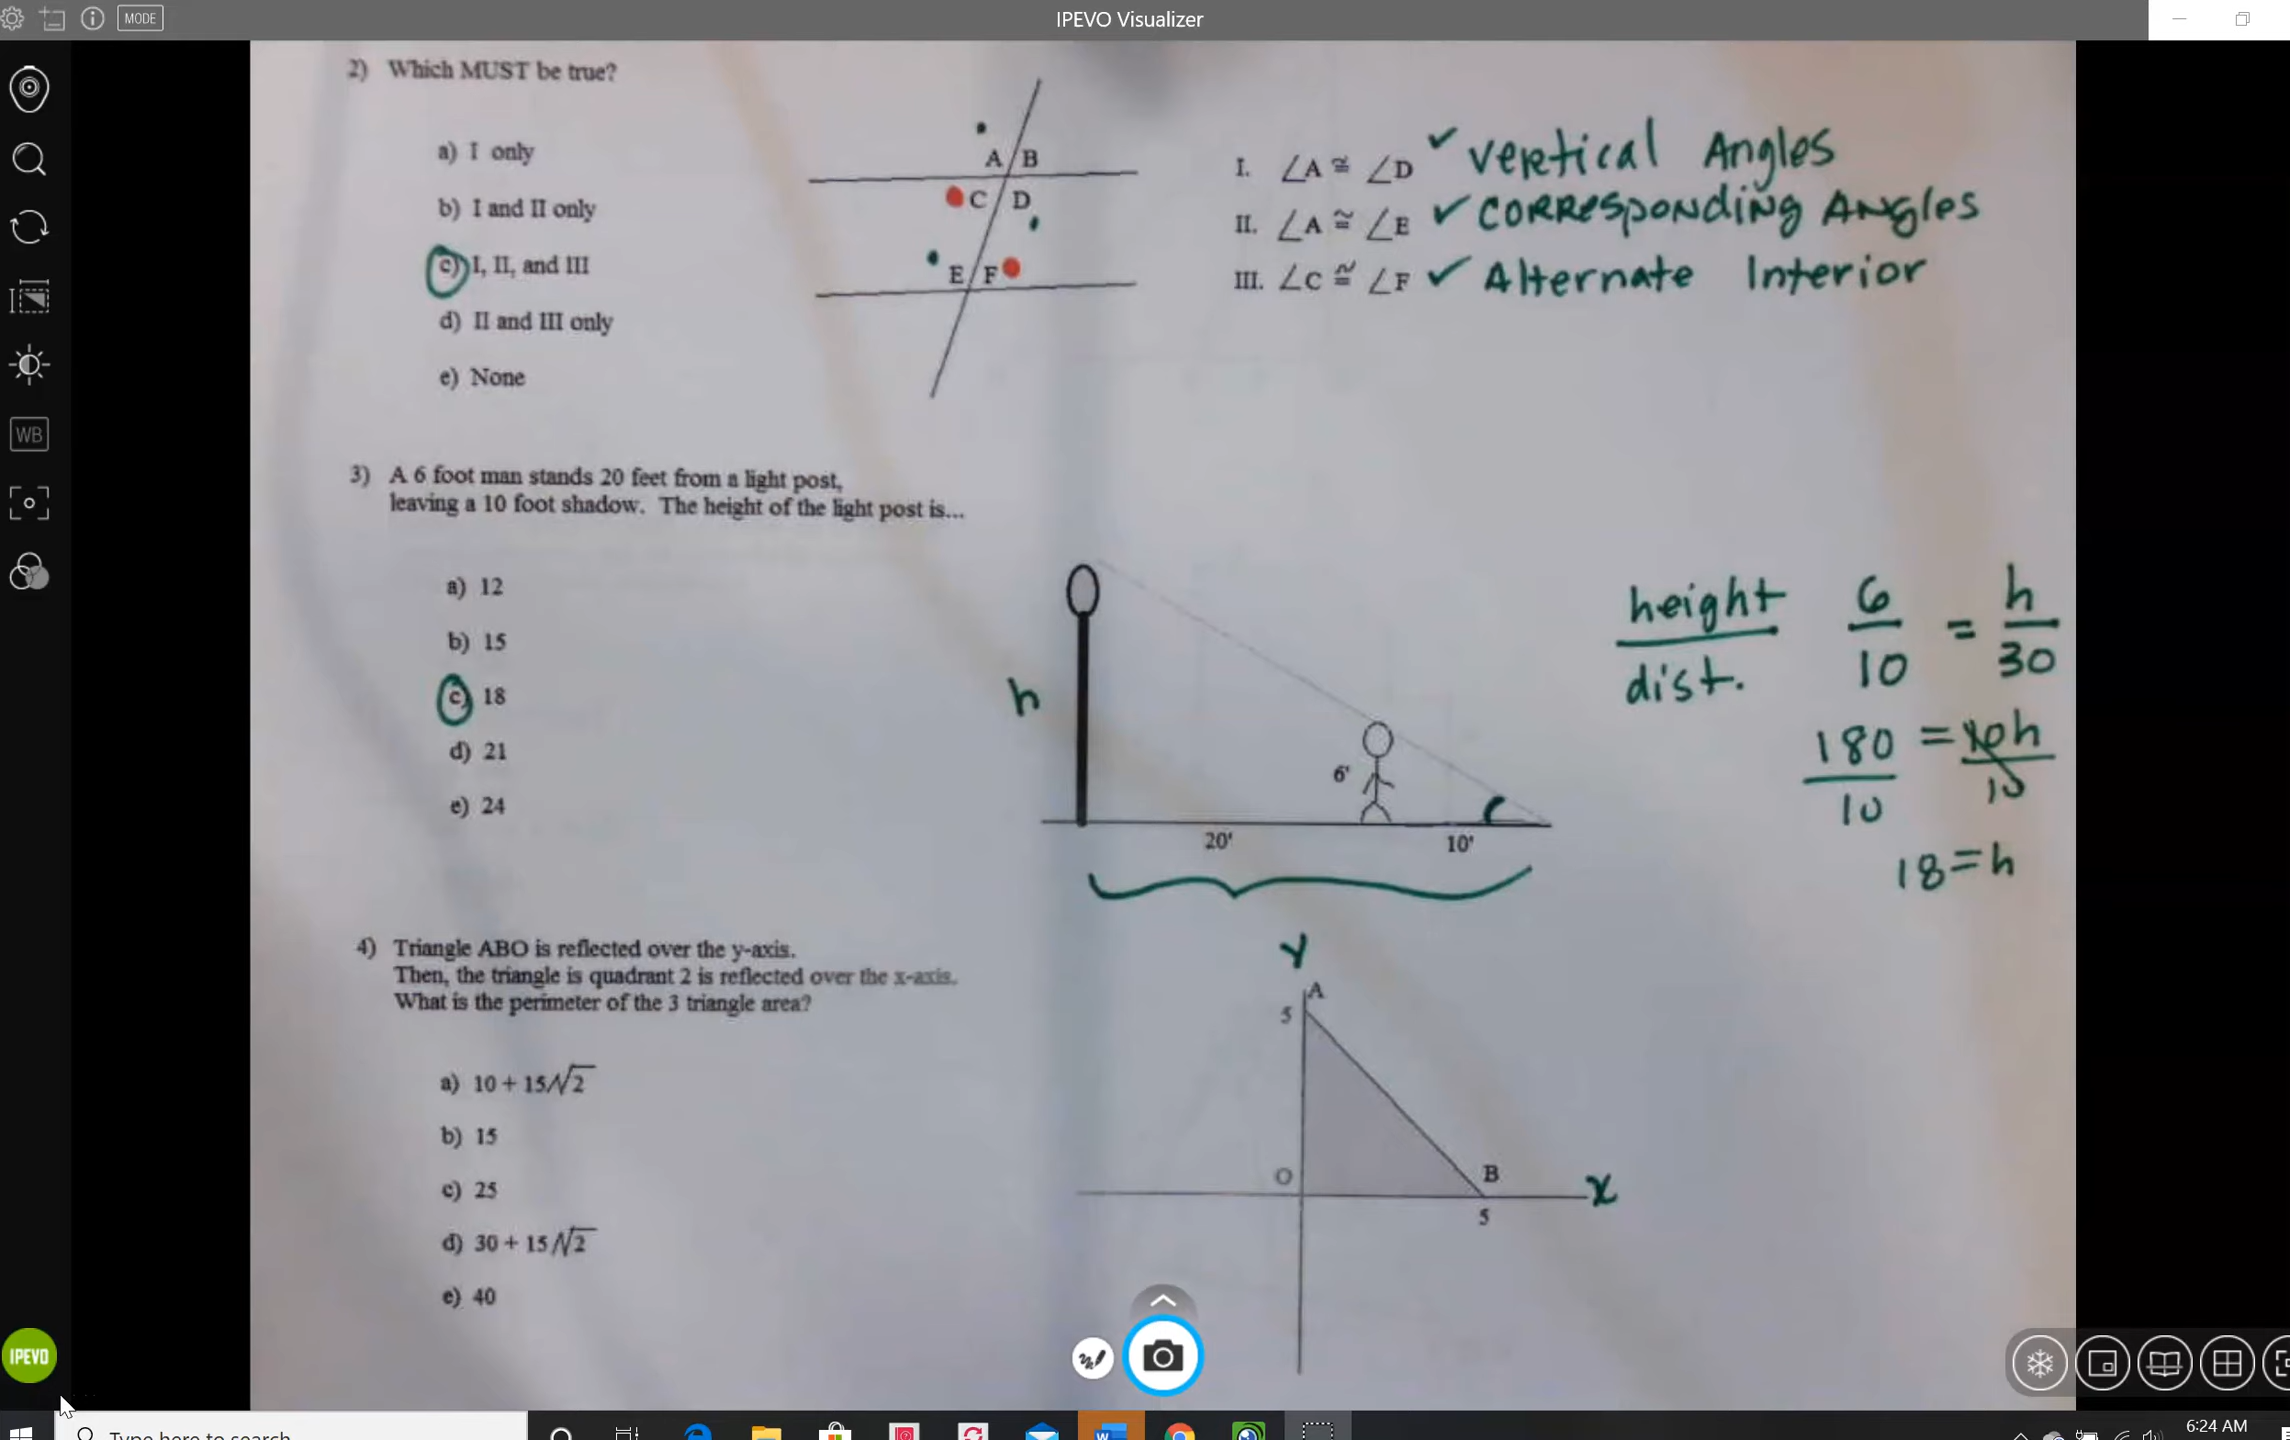 MODE
IPEVO Visualizer
2) Which MUST be true?
a) I only
b) I and II only
c) I, II, and III
d) II and III only
e) None
A B
C D
E F
I. ∠A ≅ ∠D ✓ Vertical Angles
II. ∠A ≅ ∠E ✓ Corresponding Angles
III. ∠C ≅ ∠F ✓ Alternate Interior
WB
3) A 6 foot man stands 20 feet from a light post,
leaving a 10 foot shadow. The height of the light post is...
a) 12
b) 15
c) 18
d) 21
e) 24
h
6'
20'
10'
height/dist. 6/10 = h/30
180/10 = 10h/10
18 = h
4) Triangle ABO is reflected over the y-axis.
Then, the triangle is quadrant 2 is reflected over the x-axis.
What is the perimeter of the 3 triangle area?
a) 10 + 15√2
b) 15
c) 25
d) 30 + 15√2
e) 40
Y
A
5
O
B
x
5
IPEVO
Type here to search
6:24 AM